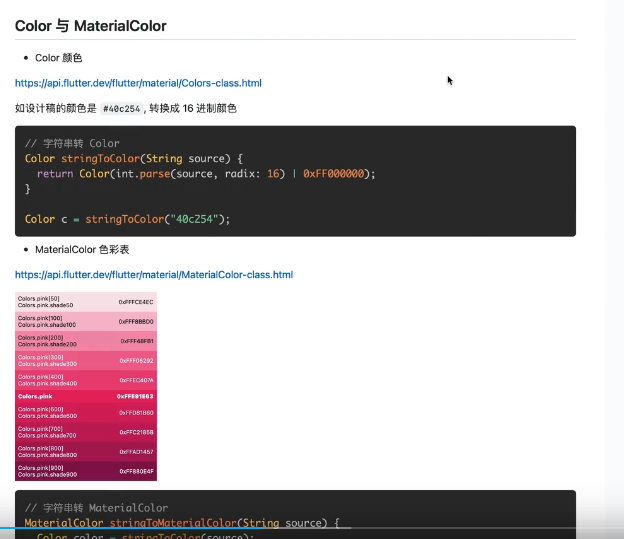 Color 与 MaterialColor
Color 颜色
https://api.flutter.dev/flutter/material/Colors-class.html
如设计稿的颜色是 #40c254, 转换成 16 进制颜色
// 字符串转 Color
Color stringToColor(String source) {
return Color(int.parse(source, radix: 16) | 0xFF000000);
}
Color c = stringToColor("40c254");
MaterialColor 色彩表
https://api.flutter.dev/flutter/material/MaterialColor-class.html
Colors.pink[50] 0xFFFCE4EC
Colors.pink.shade50
Colors.pink[100] 0xFFF8BBD0
Colors.pink.shade100
Colors.pink[200] 0xFFF48FB1
Colors.pink.shade200
Colors.pink[300] 0xFFF06292
Colors.pink.shade300
Colors.pink[400] 0xFFEC407A
Colors.pink.shade400
Colors.pink 0xFFE91E63
Colors.pink[600] 0xFFD81B60
Colors.pink.shade600
Colors.pink[700] 0xFFC2185B
Colors.pink.shade700
Colors.pink[800] 0xFFAD1457
Colors.pink.shade800
Colors.pink[900] 0xFF880E4F
Colors.pink.shade900
// 字符串转 MaterialColor
MaterialColor stringToMaterialColor(String source) {
Color color = stringToColor(source);